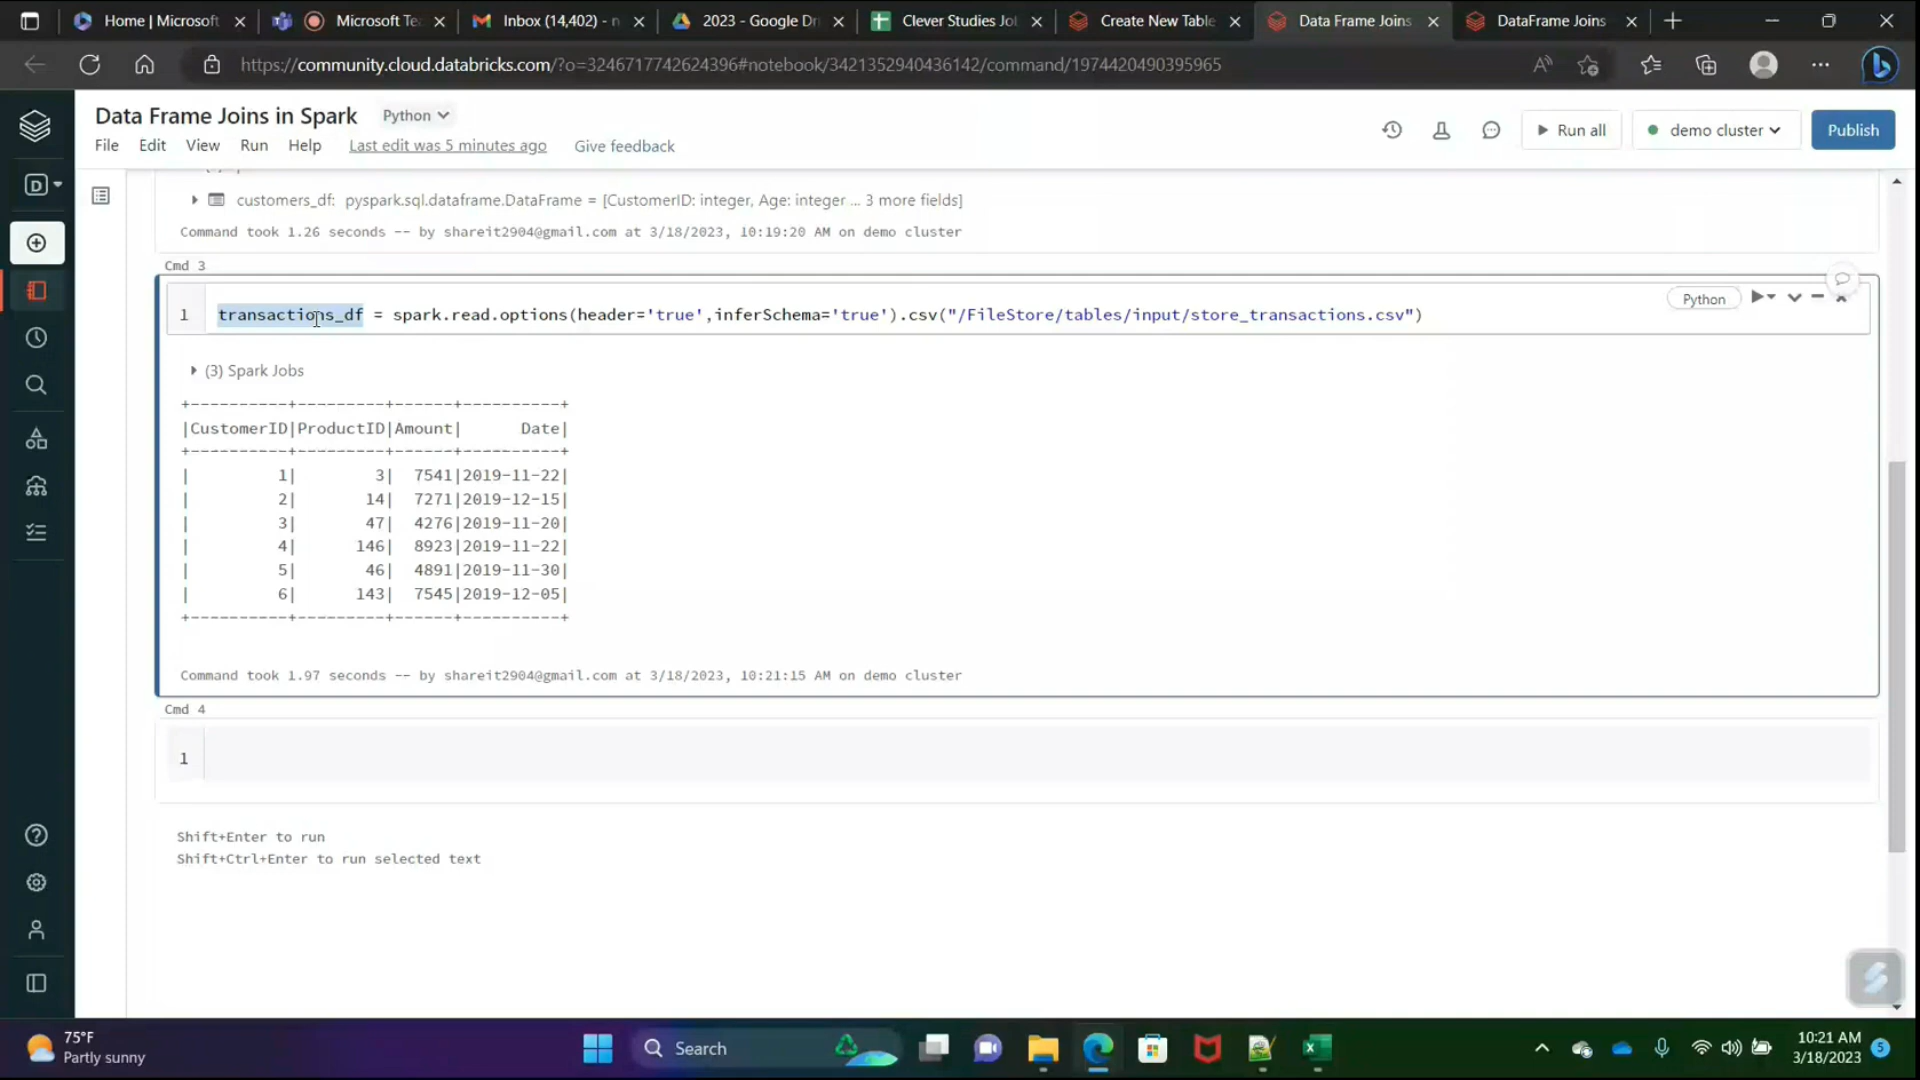 Home | Microsoft
Microsoft Te
Inbox (14,402) - n
2023 - Google Dri
Clever Studies Jo
Create New Table
Data Frame Joins
DataFrame Joins
https://community.cloud.databricks.com/?o=3246717742624396#notebook/3421352940436142/command/1974420490395965
Data Frame Joins in Spark
Python
File Edit View Run Help Last edit was 5 minutes ago Give feedback
Run all
demo cluster
Publish
D
customers_df: pyspark.sql.dataframe.DataFrame = [CustomerID: integer, Age: integer ... 3 more fields]
Command took 1.26 seconds -- by shareit2904@gmail.com at 3/18/2023, 10:19:20 AM on demo cluster
Cmd 3
Python
1 transactions_df = spark.read.options(header='true',inferSchema='true').csv("/FileStore/tables/input/store_transactions.csv")
(3) Spark Jobs
+----------+---------+------+----------+
|CustomerID|ProductID|Amount|      Date|
+----------+---------+------+----------+
|         1|        3|  7541|2019-11-22|
|         2|       14|  7271|2019-12-15|
|         3|       47|  4276|2019-11-20|
|         4|      146|  8923|2019-11-22|
|         5|       46|  4891|2019-11-30|
|         6|      143|  7545|2019-12-05|
+----------+---------+------+----------+
Command took 1.97 seconds -- by shareit2904@gmail.com at 3/18/2023, 10:21:15 AM on demo cluster
Cmd 4
1
Shift+Enter to run
Shift+Ctrl+Enter to run selected text
75°F
Partly sunny
Search
10:21 AM
3/18/2023
5